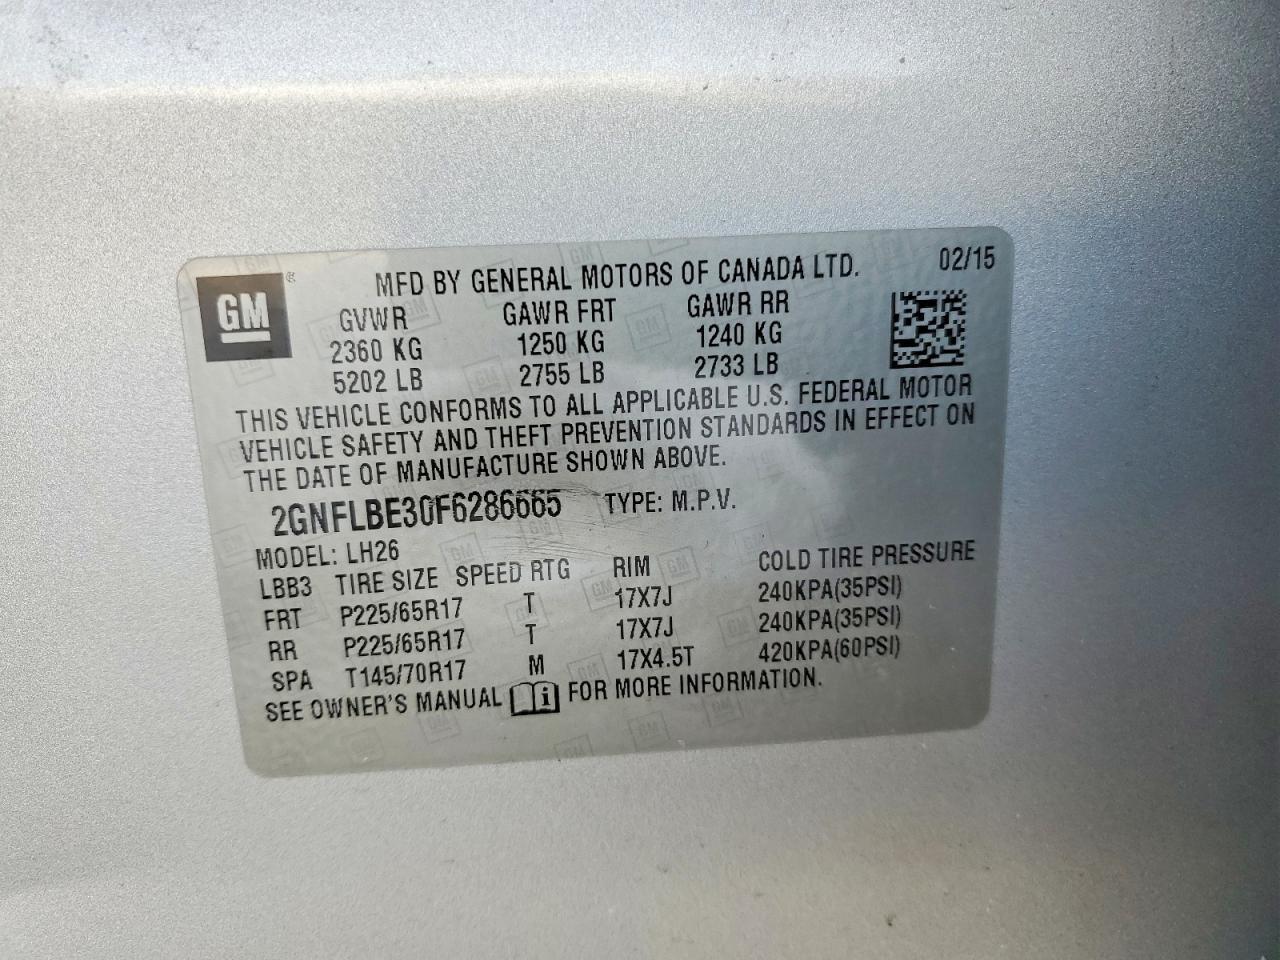 GM
®
MFD BY GENERAL MOTORS OF CANADA LTD. 02/15
GVWR GAWR FRT GAWR RR
2360 KG 1250 KG 1240 KG
5202 LB 2755 LB 2733 LB
THIS VEHICLE CONFORMS TO ALL APPLICABLE U.S. FEDERAL MOTOR
VEHICLE SAFETY AND THEFT PREVENTION STANDARDS IN EFFECT ON
THE DATE OF MANUFACTURE SHOWN ABOVE.
2GNFLBE30F6286665 TYPE: M.P.V.
MODEL: LH26
LBB3 TIRE SIZE SPEED RTG RIM COLD TIRE PRESSURE
FRT P225/65R17 T 17X7J 240KPA(35PSI)
RR P225/65R17 T 17X7J 240KPA(35PSI)
SPA T145/70R17 M 17X4.5T 420KPA(60PSI)
SEE OWNER'S MANUAL i FOR MORE INFORMATION.